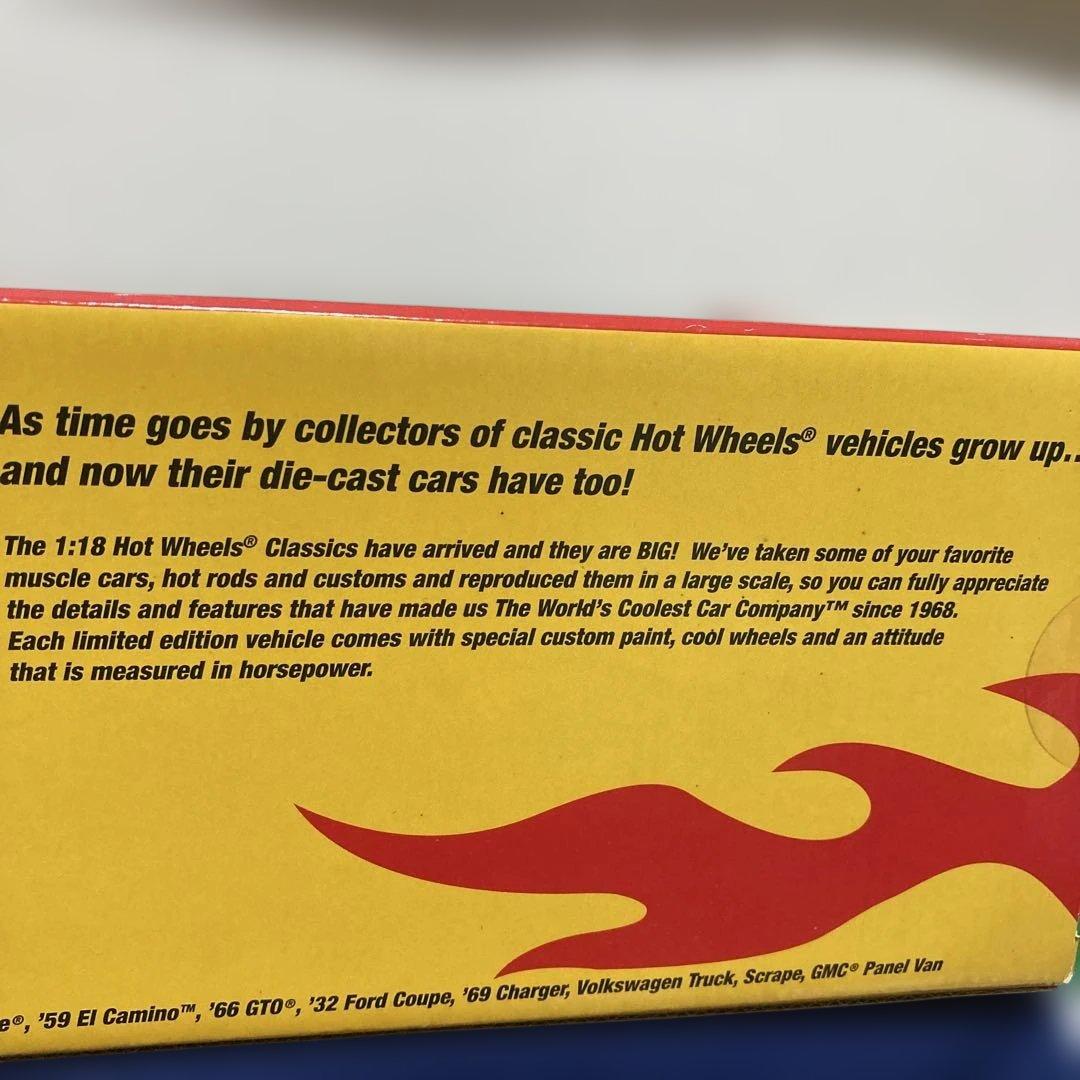 As time goes by collectors of classic Hot Wheels® vehicles grow up..
and now their die-cast cars have too!
The 1:18 Hot Wheels® Classics have arrived and they are BIG! We've taken some of your favorite
muscle cars, hot rods and customs and reproduced them in a large scale, so you can fully appreciate
the details and features that have made us The World's Coolest Car Company™ since 1968.
Each limited edition vehicle comes with special custom paint, cool wheels and an attitude
that is measured in horsepower.
e®, '59 El Camino™, '66 GTO®, '32 Ford Coupe, '69 Charger, Volkswagen Truck, Scrape, GMC® Panel Van